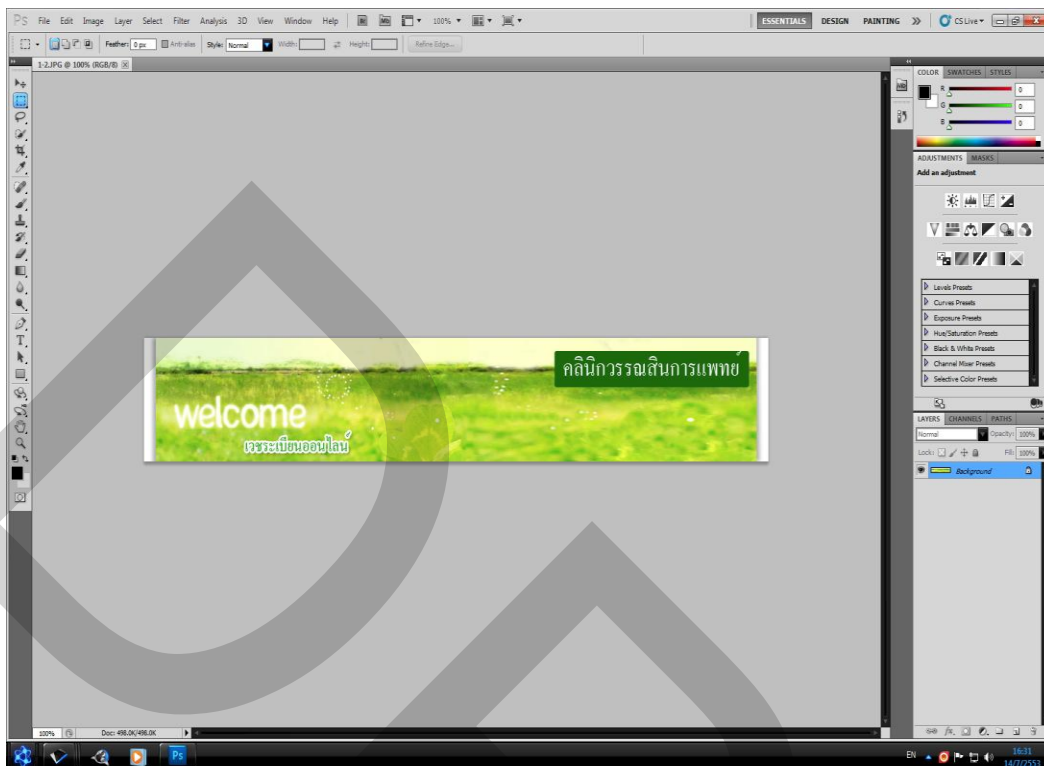 PS File Edit Image Layer Select Filter Analysis 3D View Window Help Br Mb 100% ESSENTIALS DESIGN PAINTING CS Live
Feather: 0 px Anti-alias Style: Normal Width: Height: Refine Edge...
1-2.JPG @ 100% (RGB/8)
COLOR SWATCHES STYLES
R 0
G 0
B 0
ADJUSTMENTS MASKS
Add an adjustment
Levels Presets
Curves Presets
Exposure Presets
Hue/Saturation Presets
Black & White Presets
Channel Mixer Presets
Selective Color Presets
LAYERS CHANNELS PATHS
Normal Opacity: 100%
Lock: Fill: 100%
Background
คลินิกวรรณสินการแพทย์
welcome
เวชระเบียนออนไลน์
100% Doc: 498.0K/498.0K
Ps
EN 16:31
14/7/2553